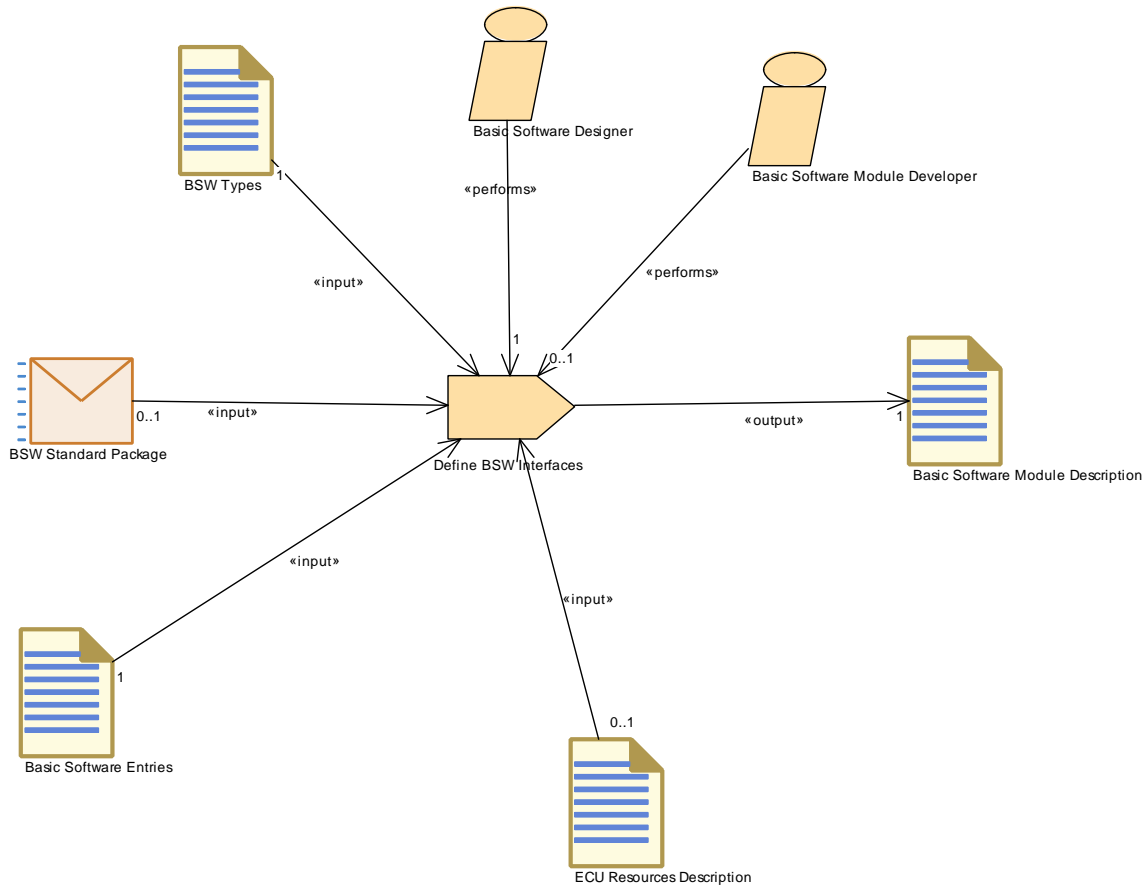 Basic Software Designer
Basic Software Module Developer
BSW Types
1
«performs»
«performs»
«input»
1
0..1
BSW Standard Package
0..1
«input»
Define BSW Interfaces
«output»
1
Basic Software Module Description
«input»
«input»
1
Basic Software Entries
0..1
ECU Resources Description